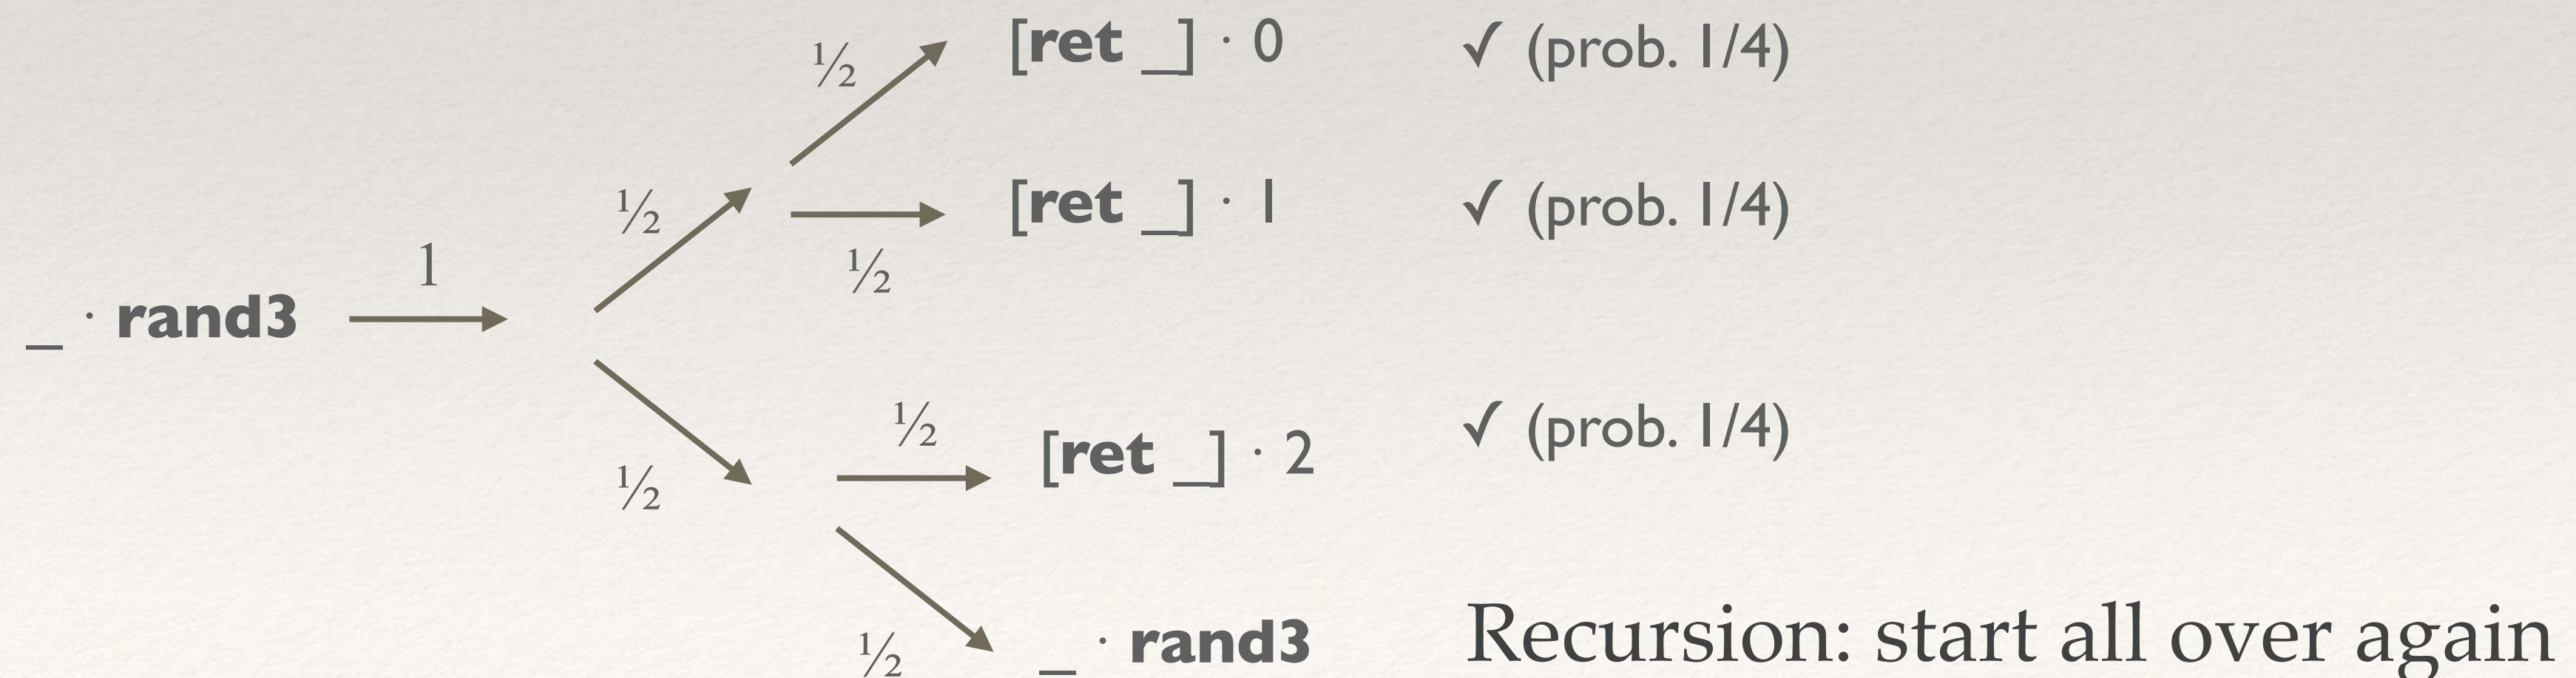 ½ [ret _] · 0 ✓ (prob. 1/4)
½ [ret _] · 1 ✓ (prob. 1/4)
½
1
_ · rand3
½ ✓ (prob. 1/4)
½ [ret _] · 2
½ _ · rand3 Recursion: start all over again